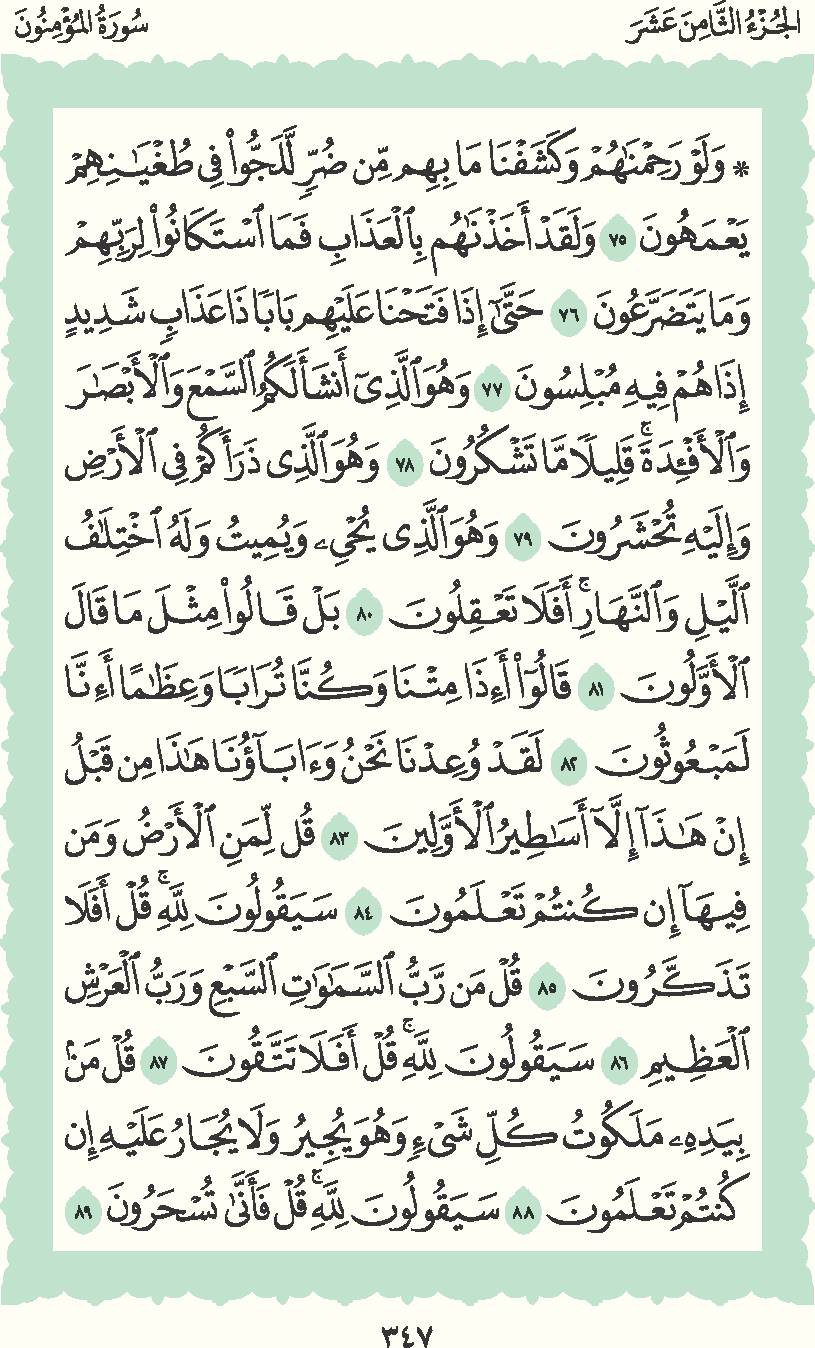 الجُزْءُ الثَّامِنَ عَشَرَ
سُورَةُ المُؤْمِنُونَ
* وَلَوْ رَحِمْنَٰهُمْ وَكَشَفْنَا مَا بِهِم مِّن ضُرٍّ لَّلَجُّوا۟ فِى طُغْيَٰنِهِمْ
يَعْمَهُونَ ٧٥ وَلَقَدْ أَخَذْنَٰهُم بِٱلْعَذَابِ فَمَا ٱسْتَكَانُوا۟ لِرَبِّهِمْ
وَمَا يَتَضَرَّعُونَ ٧٦ حَتَّىٰٓ إِذَا فَتَحْنَا عَلَيْهِم بَابًا ذَا عَذَابٍ شَدِيدٍ
إِذَا هُمْ فِيهِ مُبْلِسُونَ ٧٧ وَهُوَ ٱلَّذِىٓ أَنشَأَ لَكُمُ ٱلسَّمْعَ وَٱلْأَبْصَٰرَ
وَٱلْأَفْـِٔدَةَ ۚ قَلِيلًا مَّا تَشْكُرُونَ ٧٨ وَهُوَ ٱلَّذِى ذَرَأَكُمْ فِى ٱلْأَرْضِ
وَإِلَيْهِ تُحْشَرُونَ ٧٩ وَهُوَ ٱلَّذِى يُحْىِۦ وَيُمِيتُ وَلَهُ ٱخْتِلَٰفُ
ٱلَّيْلِ وَٱلنَّهَارِ ۚ أَفَلَا تَعْقِلُونَ ٨٠ بَلْ قَالُوا۟ مِثْلَ مَا قَالَ
ٱلْأَوَّلُونَ ٨١ قَالُوٓا۟ أَءِذَا مِتْنَا وَكُنَّا تُرَابًا وَعِظَٰمًا أَءِنَّا
لَمَبْعُوثُونَ ٨٢ لَقَدْ وُعِدْنَا نَحْنُ وَءَابَآؤُنَا هَٰذَا مِن قَبْلُ
إِنْ هَٰذَآ إِلَّآ أَسَٰطِيرُ ٱلْأَوَّلِينَ ٨٣ قُل لِّمَنِ ٱلْأَرْضُ وَمَن
فِيهَآ إِن كُنتُمْ تَعْلَمُونَ ٨٤ سَيَقُولُونَ لِلَّهِ ۚ قُلْ أَفَلَا
تَذَكَّرُونَ ٨٥ قُلْ مَن رَّبُّ ٱلسَّمَٰوَٰتِ ٱلسَّبْعِ وَرَبُّ ٱلْعَرْشِ
ٱلْعَظِيمِ ٨٦ سَيَقُولُونَ لِلَّهِ ۚ قُلْ أَفَلَا تَتَّقُونَ ٨٧ قُلْ مَنۢ
بِيَدِهِۦ مَلَكُوتُ كُلِّ شَىْءٍ وَهُوَ يُجِيرُ وَلَا يُجَارُ عَلَيْهِ إِن
كُنتُمْ تَعْلَمُونَ ٨٨ سَيَقُولُونَ لِلَّهِ ۚ قُلْ فَأَنَّىٰ تُسْحَرُونَ ٨٩
٣٤٧